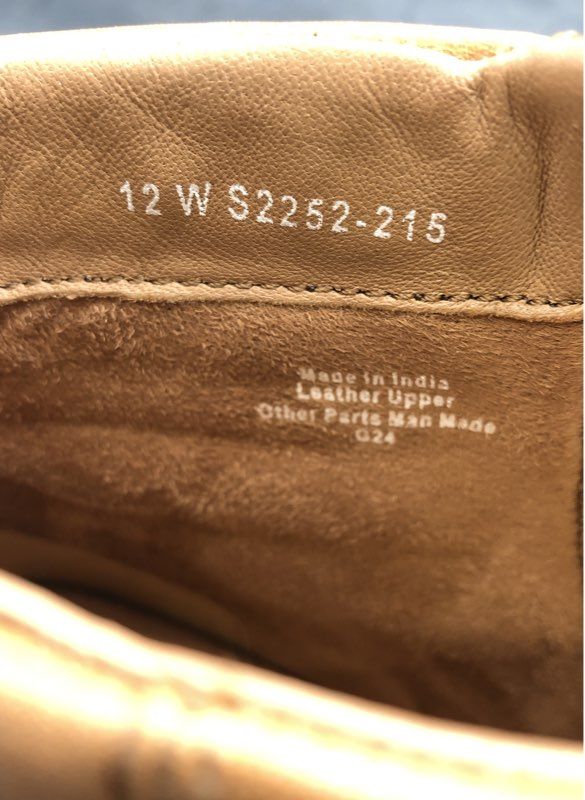 12 W S2252-215
Made in India
Leather Upper
Other Parts Man Made
G24